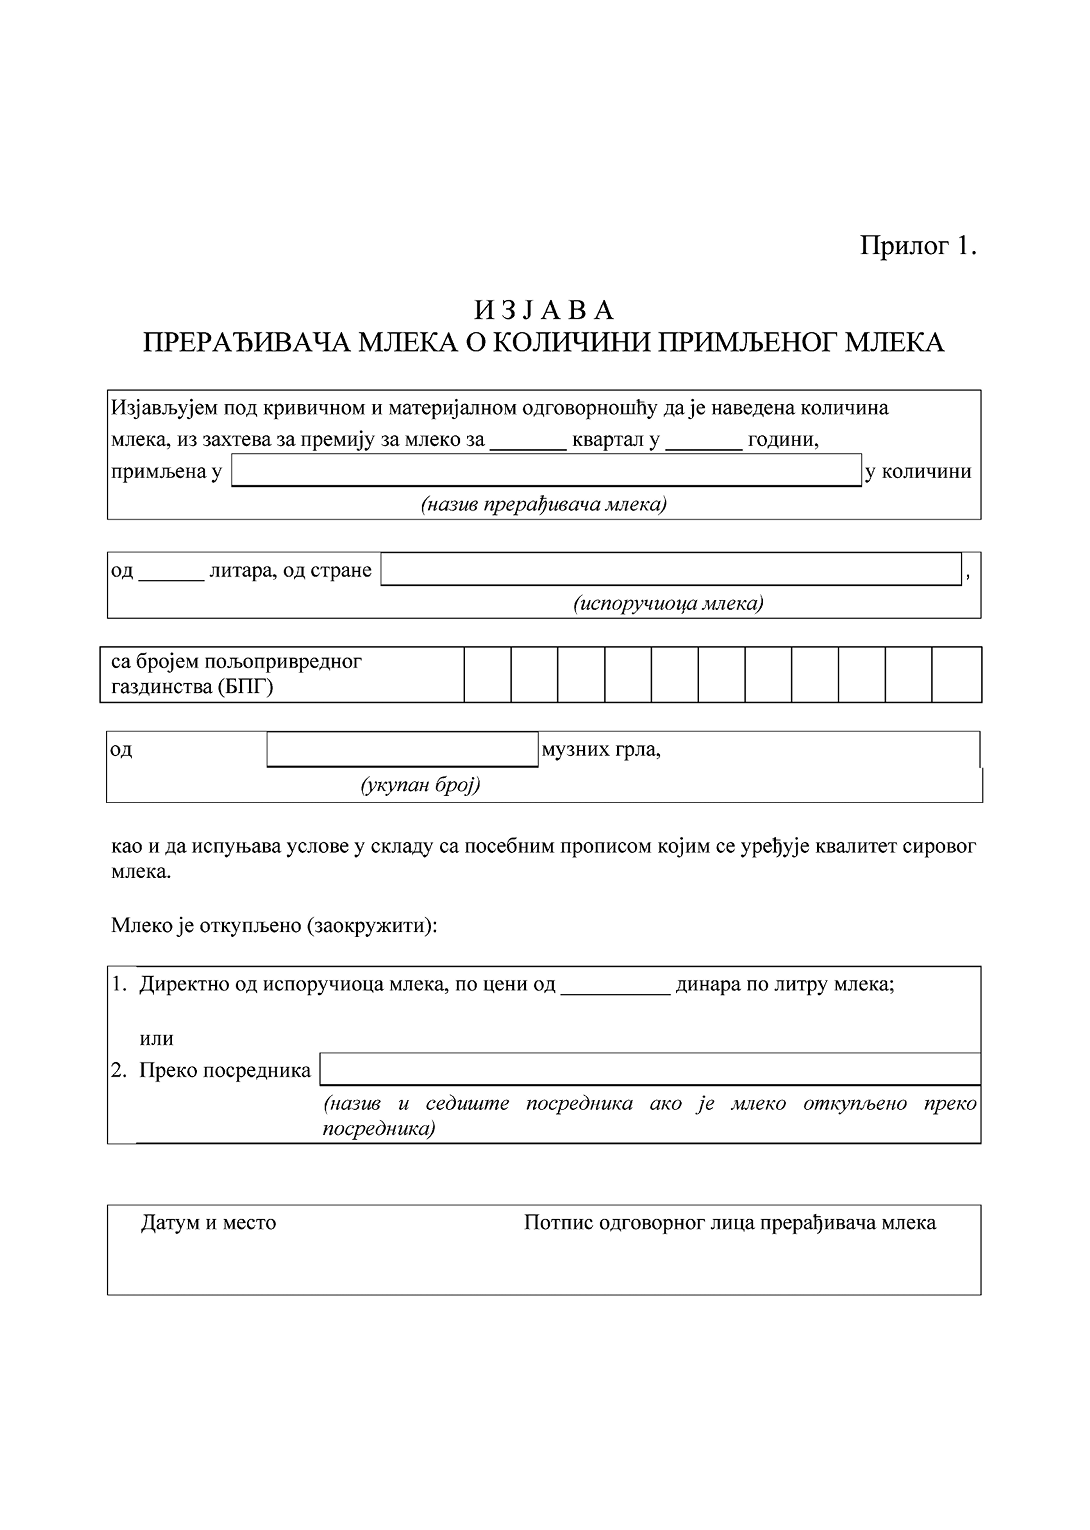 Прилог 1.
И З Ј А В А
ПРЕРАЂИВАЧА МЛЕКА О КОЛИЧИНИ ПРИМЉЕНОГ МЛЕКА
Изјављујем под кривичном и материјалном одговорношћу да је наведена количина
млека, из захтева за премију за млеко за _______ квартал у _______ години,
примљена у у количини
(назив прерађивача млека)
од ______ литара, од стране ,
(испоручиоца млека)
са бројем пољопривредног
газдинства (БПГ)
од музних грла,
(укупан број)
као и да испуњава услове у складу са посебним прописом којим се уређује квалитет сировог
млека.
Млеко је откупљено (заокружити):
1. Директно од испоручиоца млека, по цени од __________ динара по литру млека;
или
2. Преко посредника
(назив и седиште посредника ако је млеко откупљено преко
посредника)
Датум и место Потпис одговорног лица прерађивача млека